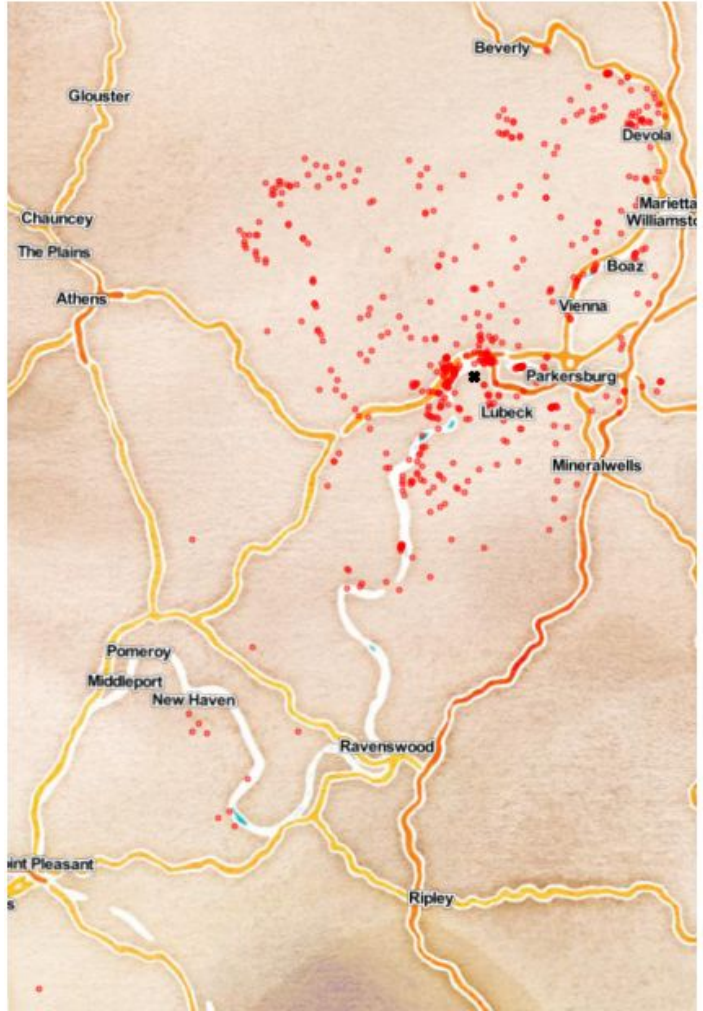 Beverly
Glouster
Devola
Marietta
Chauncey
Williamsto
The Plains
Boaz
Athens
Vienna
Parkersburg
Lubeck
Mineralwells
Pomeroy
Middleport
New Haven
Ravenswood
oint Pleasant
Ripley
s